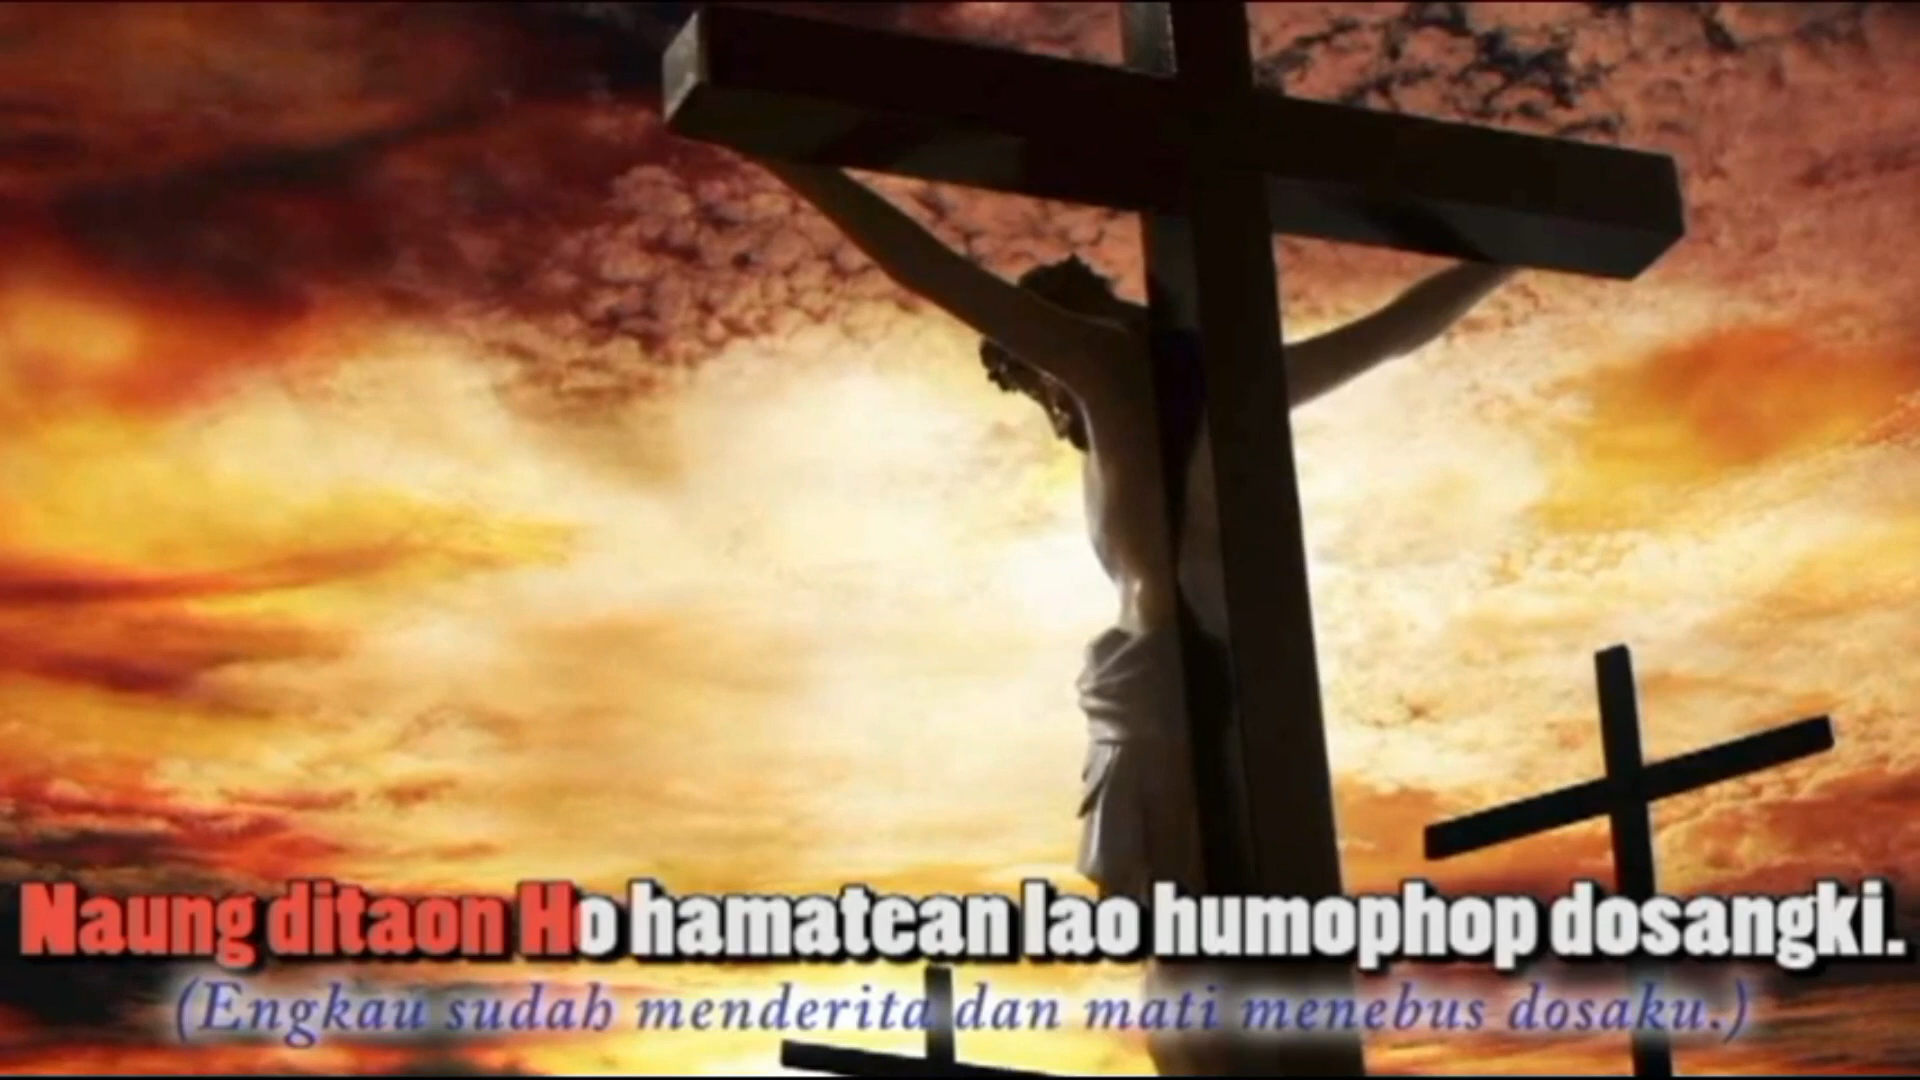 Naung ditaon Ho hamatean lao humophop dosangki.
(Engkau sudah menderita dan mati menebus dosaku.)